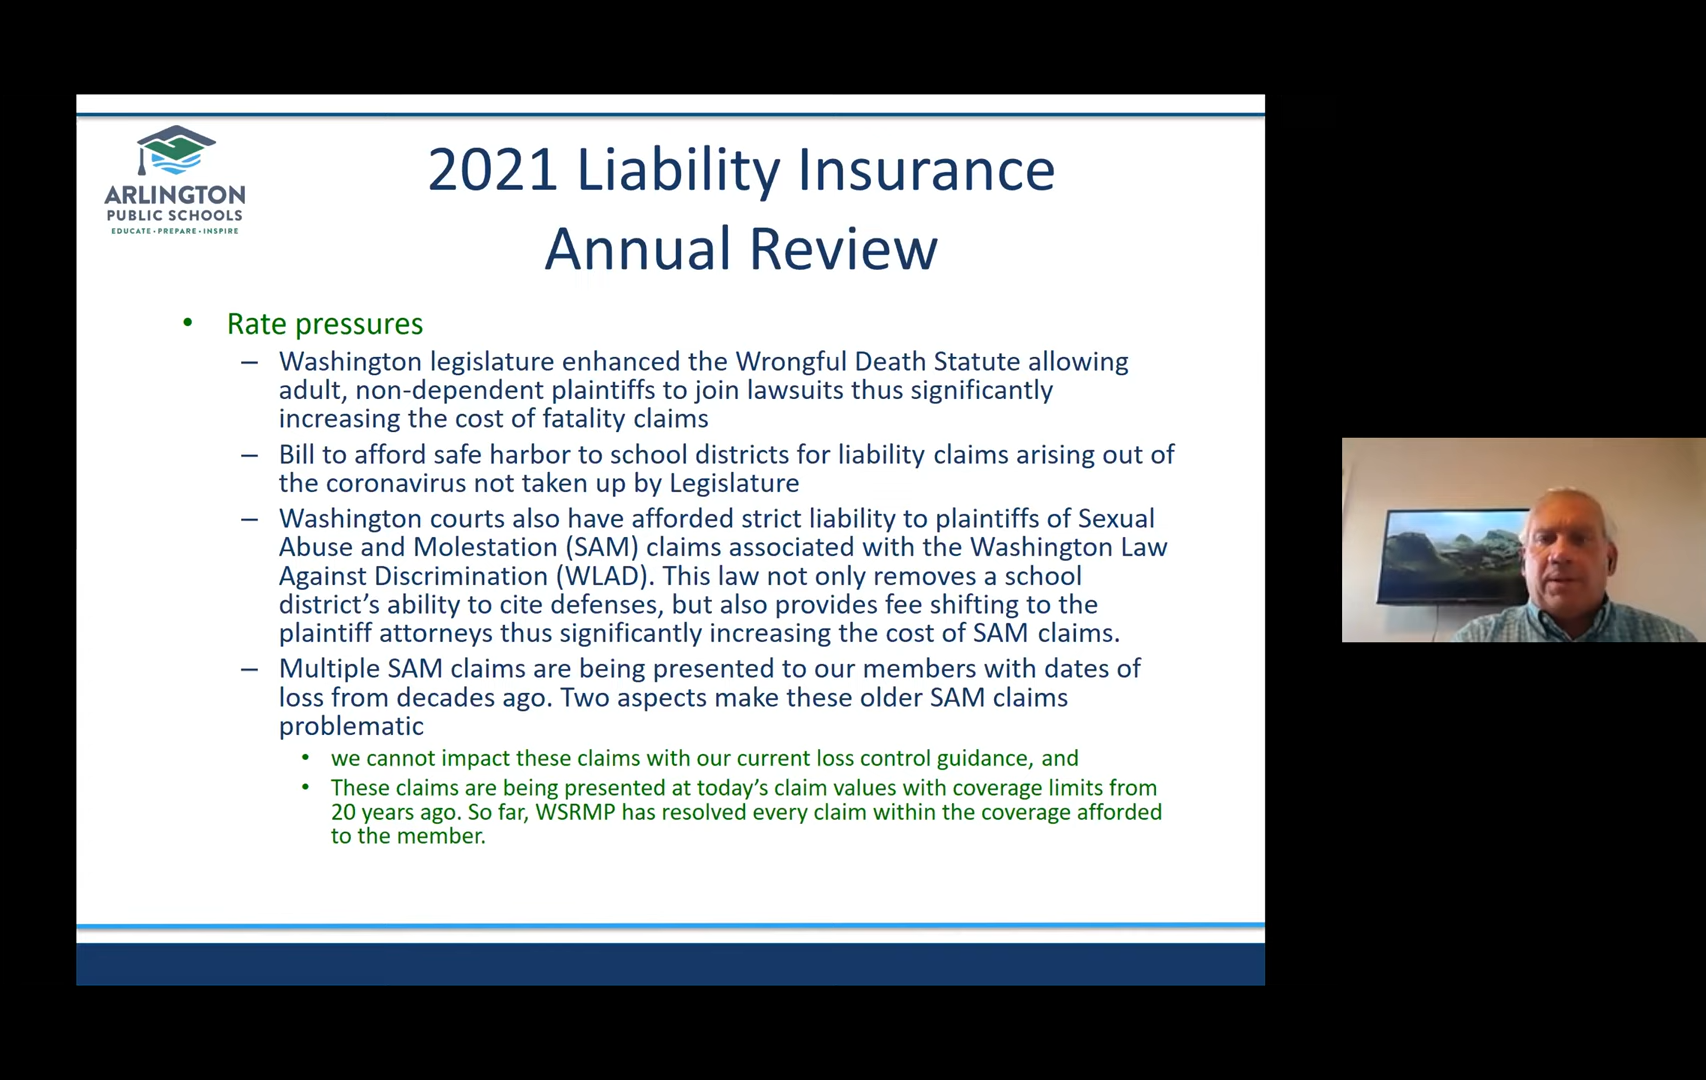 ARLINGTON
PUBLIC SCHOOLS
EDUCATE • PREPARE • INSPIRE
2021 Liability Insurance
Annual Review
• Rate pressures
– Washington legislature enhanced the Wrongful Death Statute allowing
adult, non-dependent plaintiffs to join lawsuits thus significantly
increasing the cost of fatality claims
– Bill to afford safe harbor to school districts for liability claims arising out of
the coronavirus not taken up by Legislature
– Washington courts also have afforded strict liability to plaintiffs of Sexual
Abuse and Molestation (SAM) claims associated with the Washington Law
Against Discrimination (WLAD). This law not only removes a school
district’s ability to cite defenses, but also provides fee shifting to the
plaintiff attorneys thus significantly increasing the cost of SAM claims.
– Multiple SAM claims are being presented to our members with dates of
loss from decades ago. Two aspects make these older SAM claims
problematic
• we cannot impact these claims with our current loss control guidance, and
• These claims are being presented at today’s claim values with coverage limits from
20 years ago. So far, WSRMP has resolved every claim within the coverage afforded
to the member.